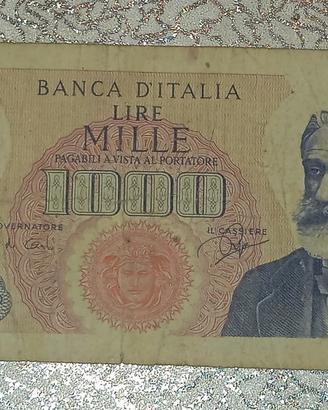 BANCA D'ITALIA
LIRE
MILLE
PAGABILI A VISTA AL PORTATORE
1000
OVERNATORE IL CASSIERE